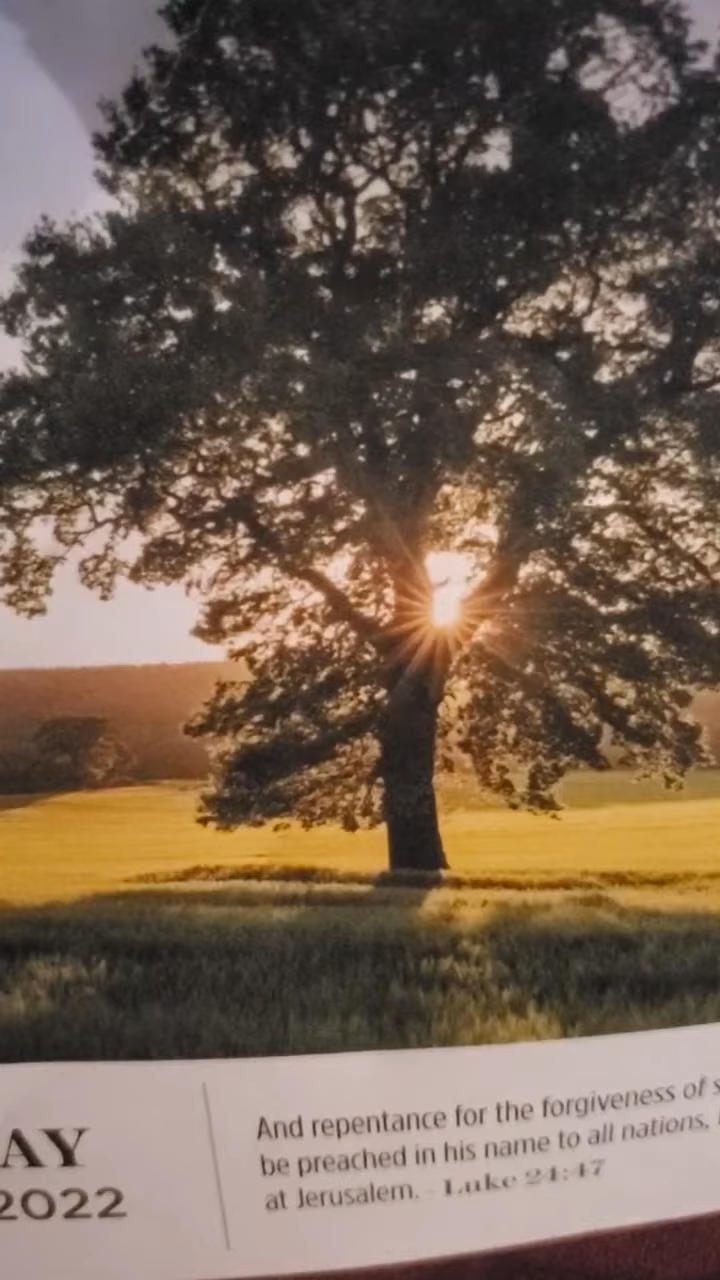 AY
2022
And repentance for the forgiveness of s
be preached in his name to all nations,
at Jerusalem. - Luke 24:47